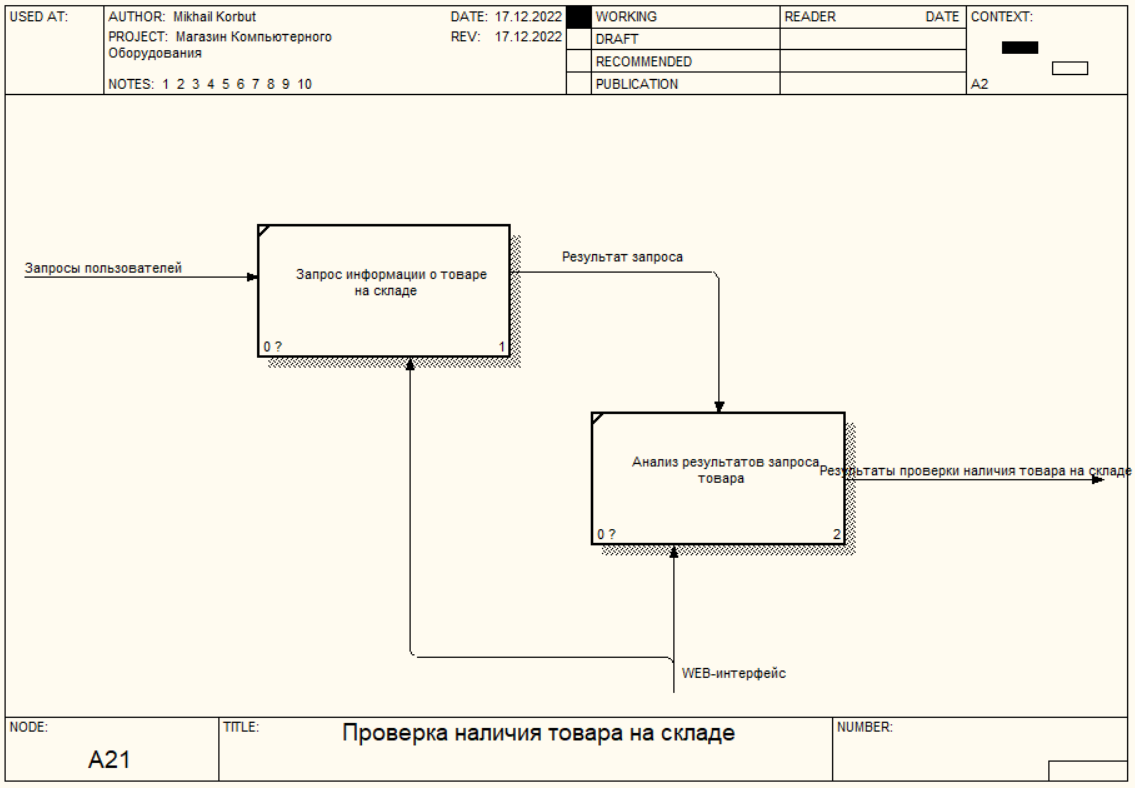 USED AT:
AUTHOR: Mikhail Korbut
DATE: 17.12.2022
PROJECT: Магазин Компьютерного
Оборудования
REV: 17.12.2022
NOTES: 1 2 3 4 5 6 7 8 9 10
WORKING
DRAFT
RECOMMENDED
PUBLICATION
READER
DATE
CONTEXT:
A2
Запросы пользователей
Запрос информации о товаре
на складе
0 ?
1
Результат запроса
Анализ результатов запроса
товара
0 ?
2
Результаты проверки наличия товара на складе
WEB-интерфейс
NODE:
A21
TITLE:
Проверка наличия товара на складе
NUMBER: